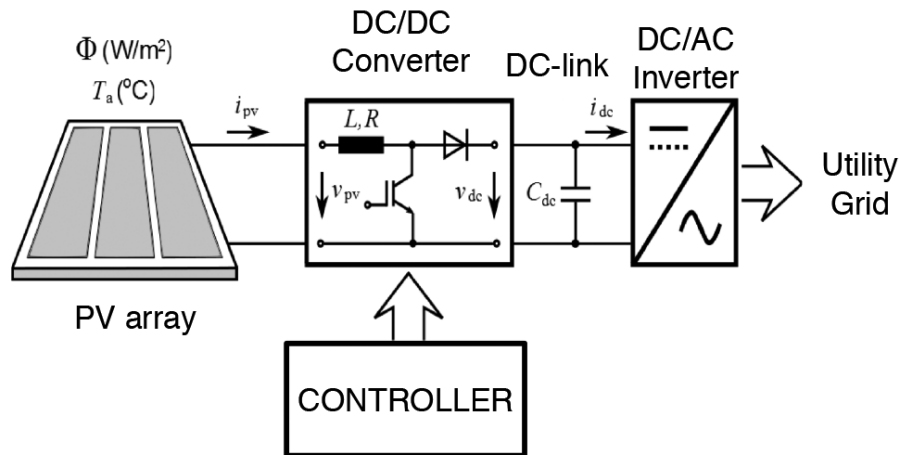 Φ (W/m²)
Tₐ (⁰C)
PV array
i_pv
DC/DC
Converter
L,R
v_pv
v_dc
DC-link
C_dc
i_dc
DC/AC
Inverter
Utility
Grid
CONTROLLER